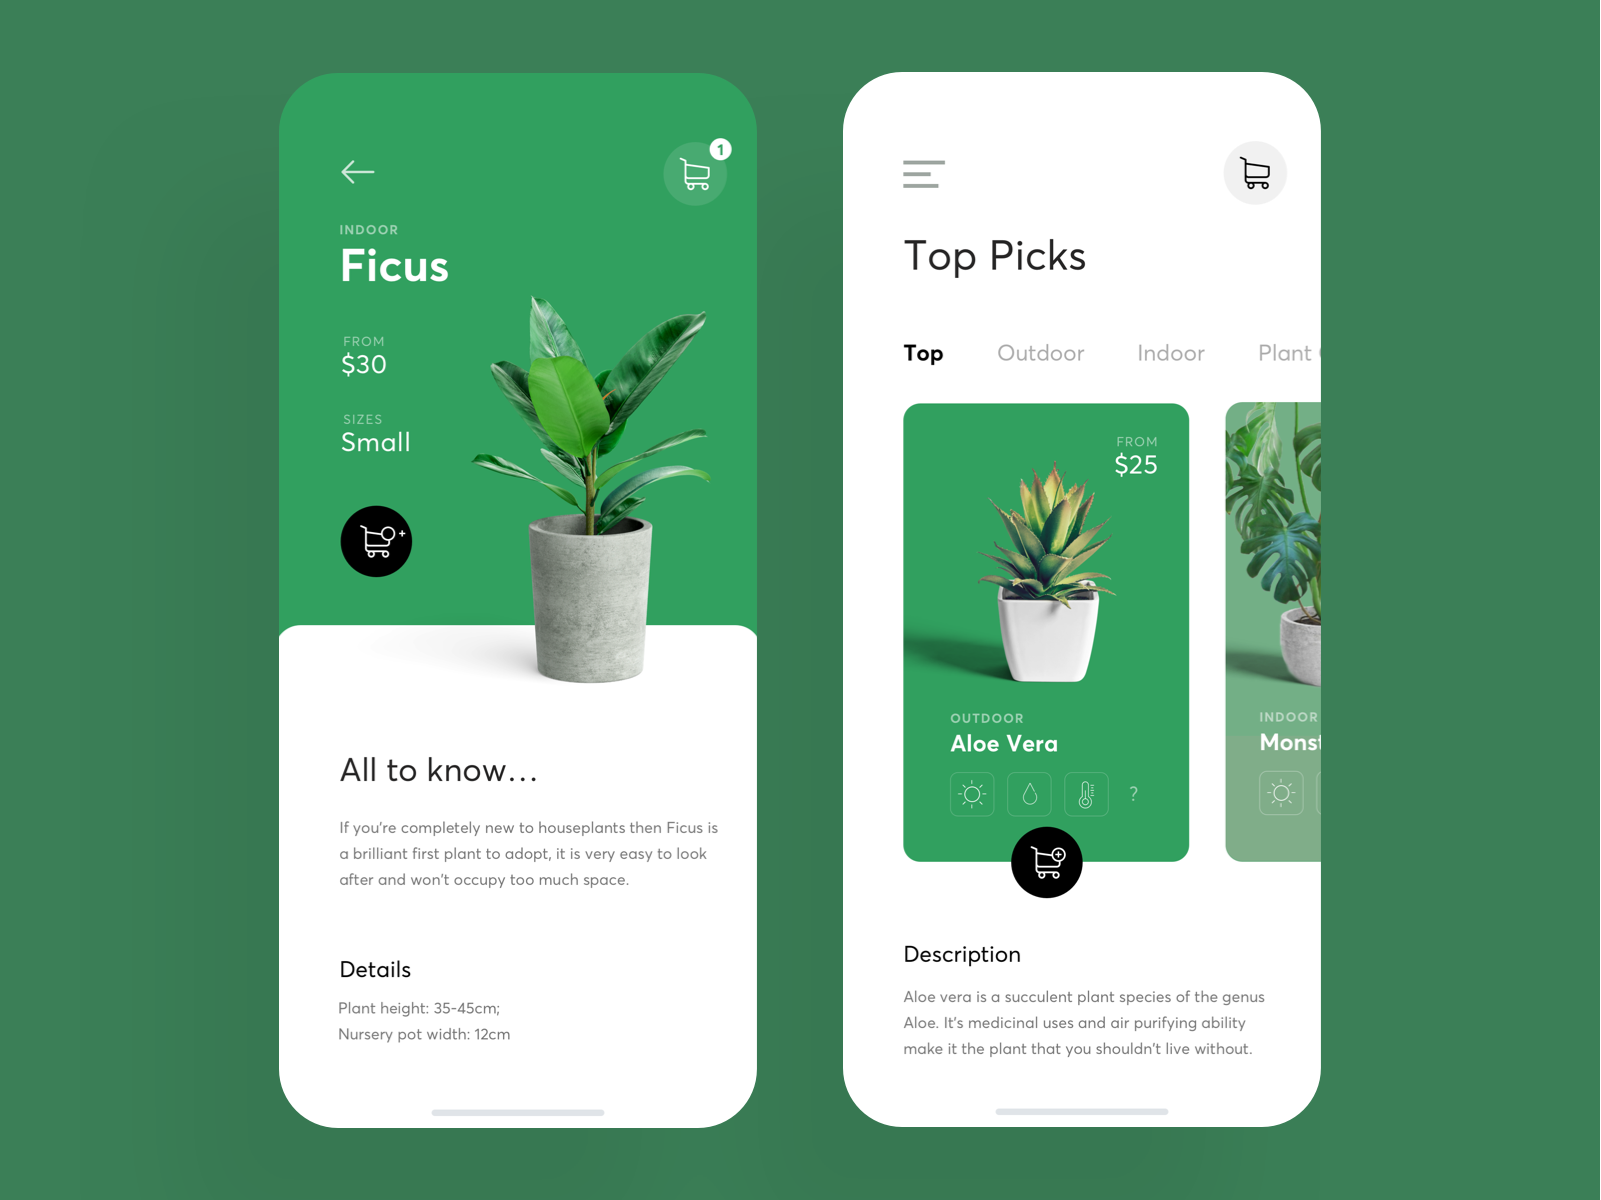 1
INDOOR
Ficus
FROM
$30
SIZES
Small
All to know...
If you're completely new to houseplants then Ficus is
a brilliant first plant to adopt, it is very easy to look
after and won't occupy too much space.
Details
Plant height: 35-45cm;
Nursery pot width: 12cm
Top Picks
Top Outdoor Indoor Plant
FROM
$25
OUTDOOR
Aloe Vera
?
INDOOR
Monst
Description
Aloe vera is a succulent plant species of the genus
Aloe. It's medicinal uses and air purifying ability
make it the plant that you shouldn't live without.